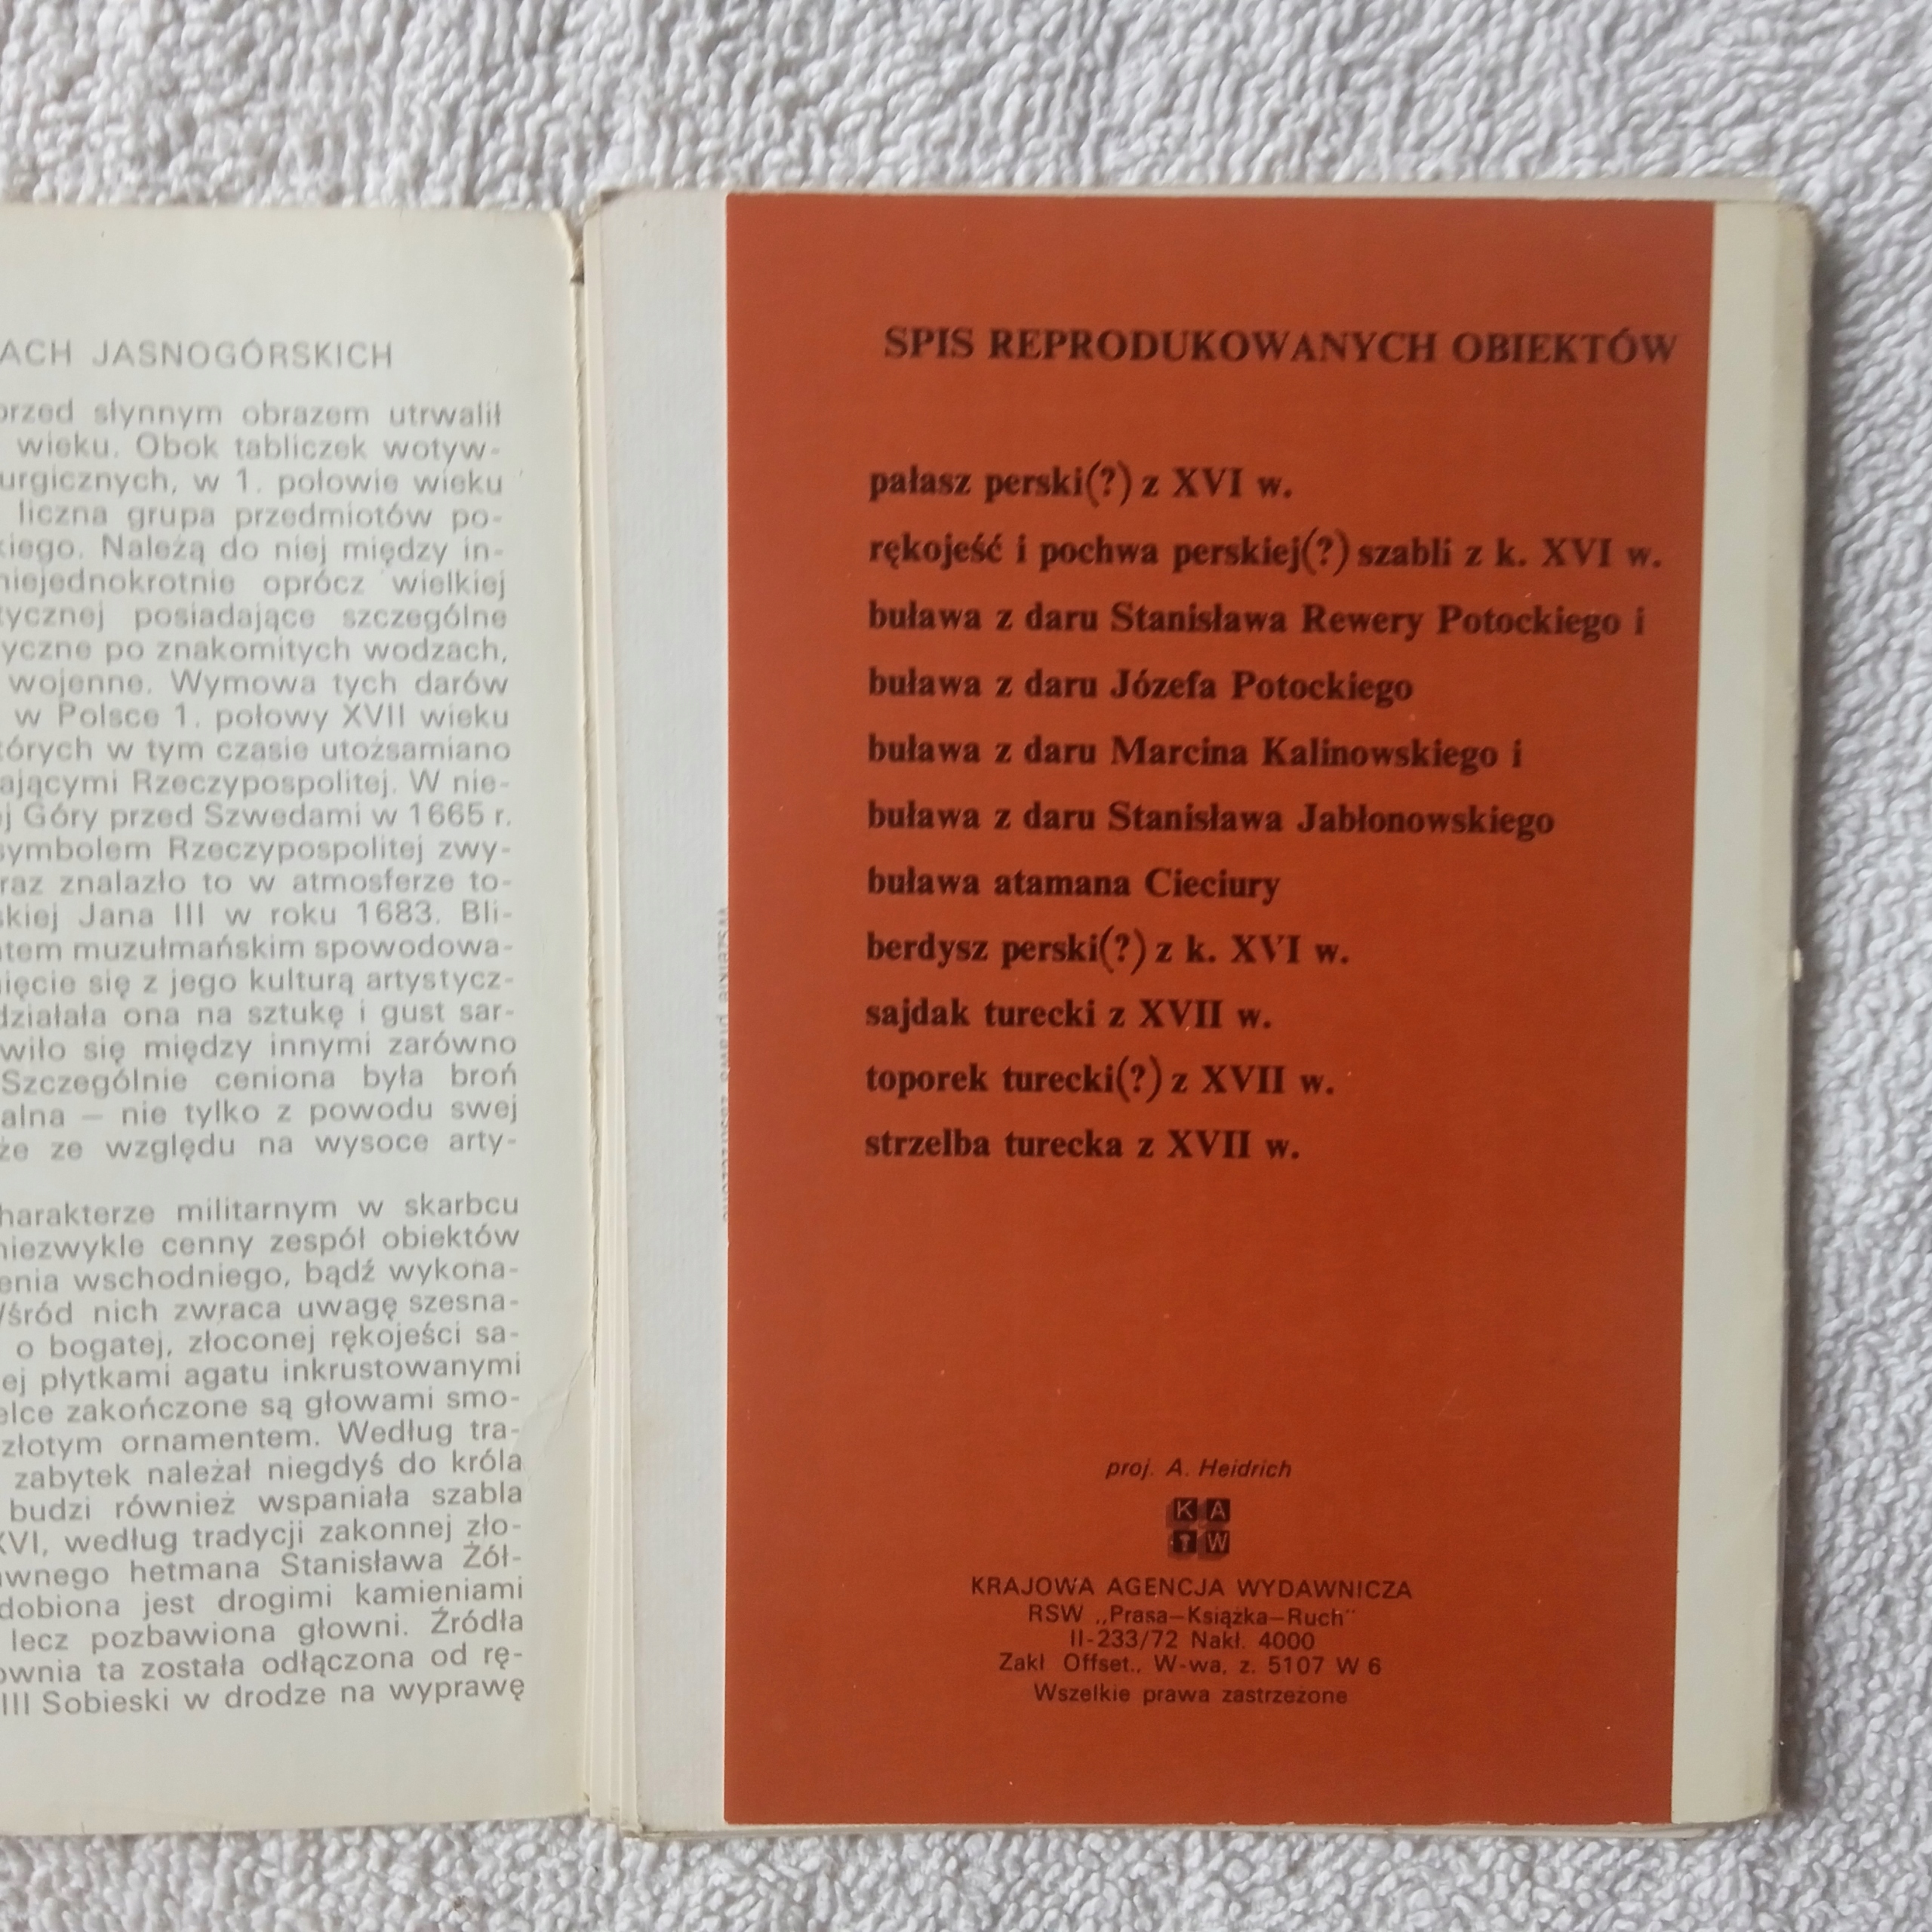 ACH JASNOGÓRSKICH
przed słynnym obrazem utrwalił
wieku. Obok tabliczek wotyw-
urgicznych, w 1. połowie wieku
liczna grupa przedmiotów po-
kiego. Należą do niej między in-
niejednokrotnie oprócz wielkiej
tycznej posiadające szczególne
yczne po znakomitych wodzach,
wojenne. Wymowa tych darów
w Polsce 1. połowy XVII wieku
tórych w tym czasie utożsamiano
ającymi Rzeczypospolitej. W nie-
ej Góry przed Szwedami w 1665 r.
symbolem Rzeczypospolitej zwy-
raz znalazło to w atmosferze to-
skiej Jana III w roku 1683. Bli-
atem muzułmańskim spowodowa-
nięcie się z jego kulturą artystycz-
działała ona na sztukę i gust sar-
wiło się między innymi zarówno
Szczególnie ceniona była broń
alna – nie tylko z powodu swej
że ze względu na wysoce arty-
harakterze militarnym w skarbcu
niezwykle cenny zespół obiektów
enia wschodniego, bądź wykona-
Wśród nich zwraca uwagę szesna-
o bogatej, złoconej rękojeści sa-
ej płytkami agatu inkrustowanymi
elce zakończone są głowami smo-
złotym ornamentem. Według tra-
zabytek należał niegdyś do króla
budzi również wspaniała szabla
XVI, według tradycji zakonnej zło-
awnego hetmana Stanisława Żół-
dobiona jest drogimi kamieniami
lecz pozbawiona głowni. Źródła
ownia ta została odłączona od rę-
III Sobieski w drodze na wyprawę
SPIS REPRODUKOWANYCH OBIEKTÓW
pałasz perski(?) z XVI w.
rękojeść i pochwa perskiej(?) szabli z k. XVI w.
buława z daru Stanisława Rewery Potockiego i
buława z daru Józefa Potockiego
buława z daru Marcina Kalinowskiego i
buława z daru Stanisława Jabłonowskiego
buława atamana Cieciury
berdysz perski(?) z k. XVI w.
sajdak turecki z XVII w.
toporek turecki(?) z XVII w.
strzelba turecka z XVII w.
proj. A. Heidrich
K A
W
KRAJOWA AGENCJA WYDAWNICZA
RSW „Prasa–Książka–Ruch"
II-233/72 Nakł. 4000
Zakł Offset., W-wa, z. 5107 W 6
Wszelkie prawa zastrzeżone